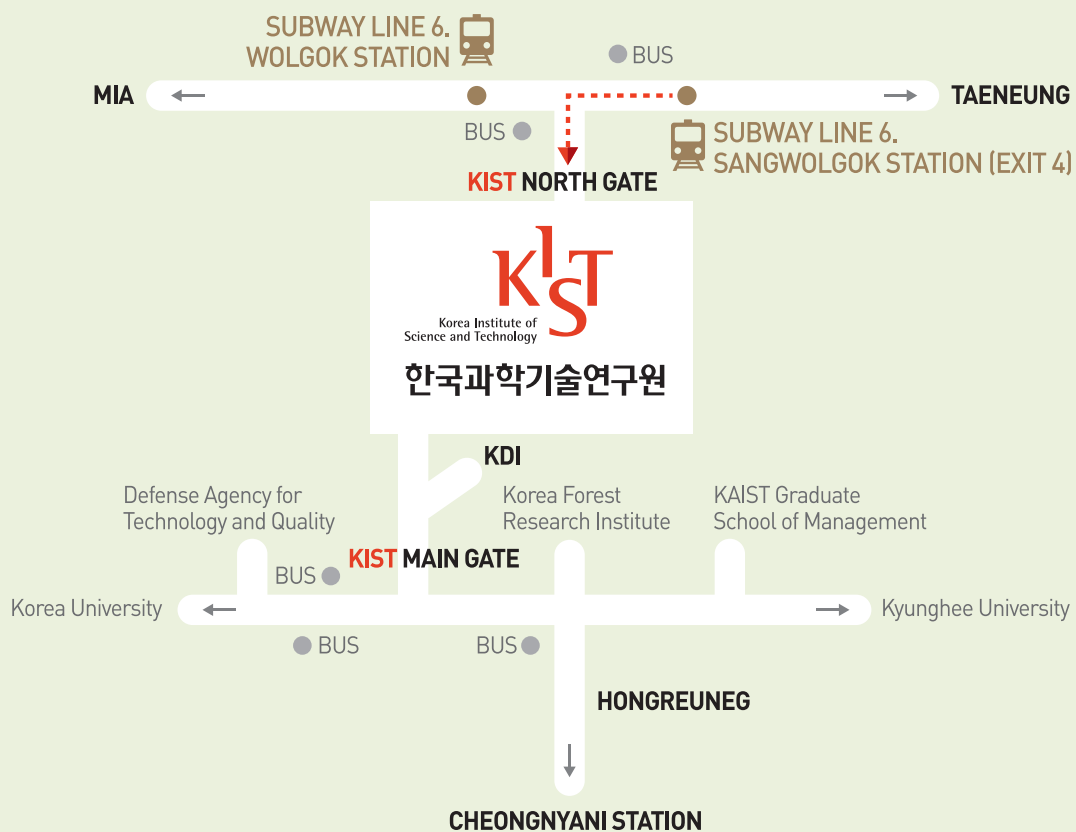 SUBWAY LINE 6.
WOLGOK STATION
BUS
MIA
TAENEUNG
BUS
SUBWAY LINE 6.
SANGWOLGOK STATION (EXIT 4)
KIST NORTH GATE
KIST
Korea Institute of
Science and Technology
한국과학기술연구원
KDI
Defense Agency for
Technology and Quality
Korea Forest
Research Institute
KAIST Graduate
School of Management
KIST MAIN GATE
BUS
Korea University
Kyunghee University
BUS
BUS
HONGREUNEG
CHEONGNYANI STATION